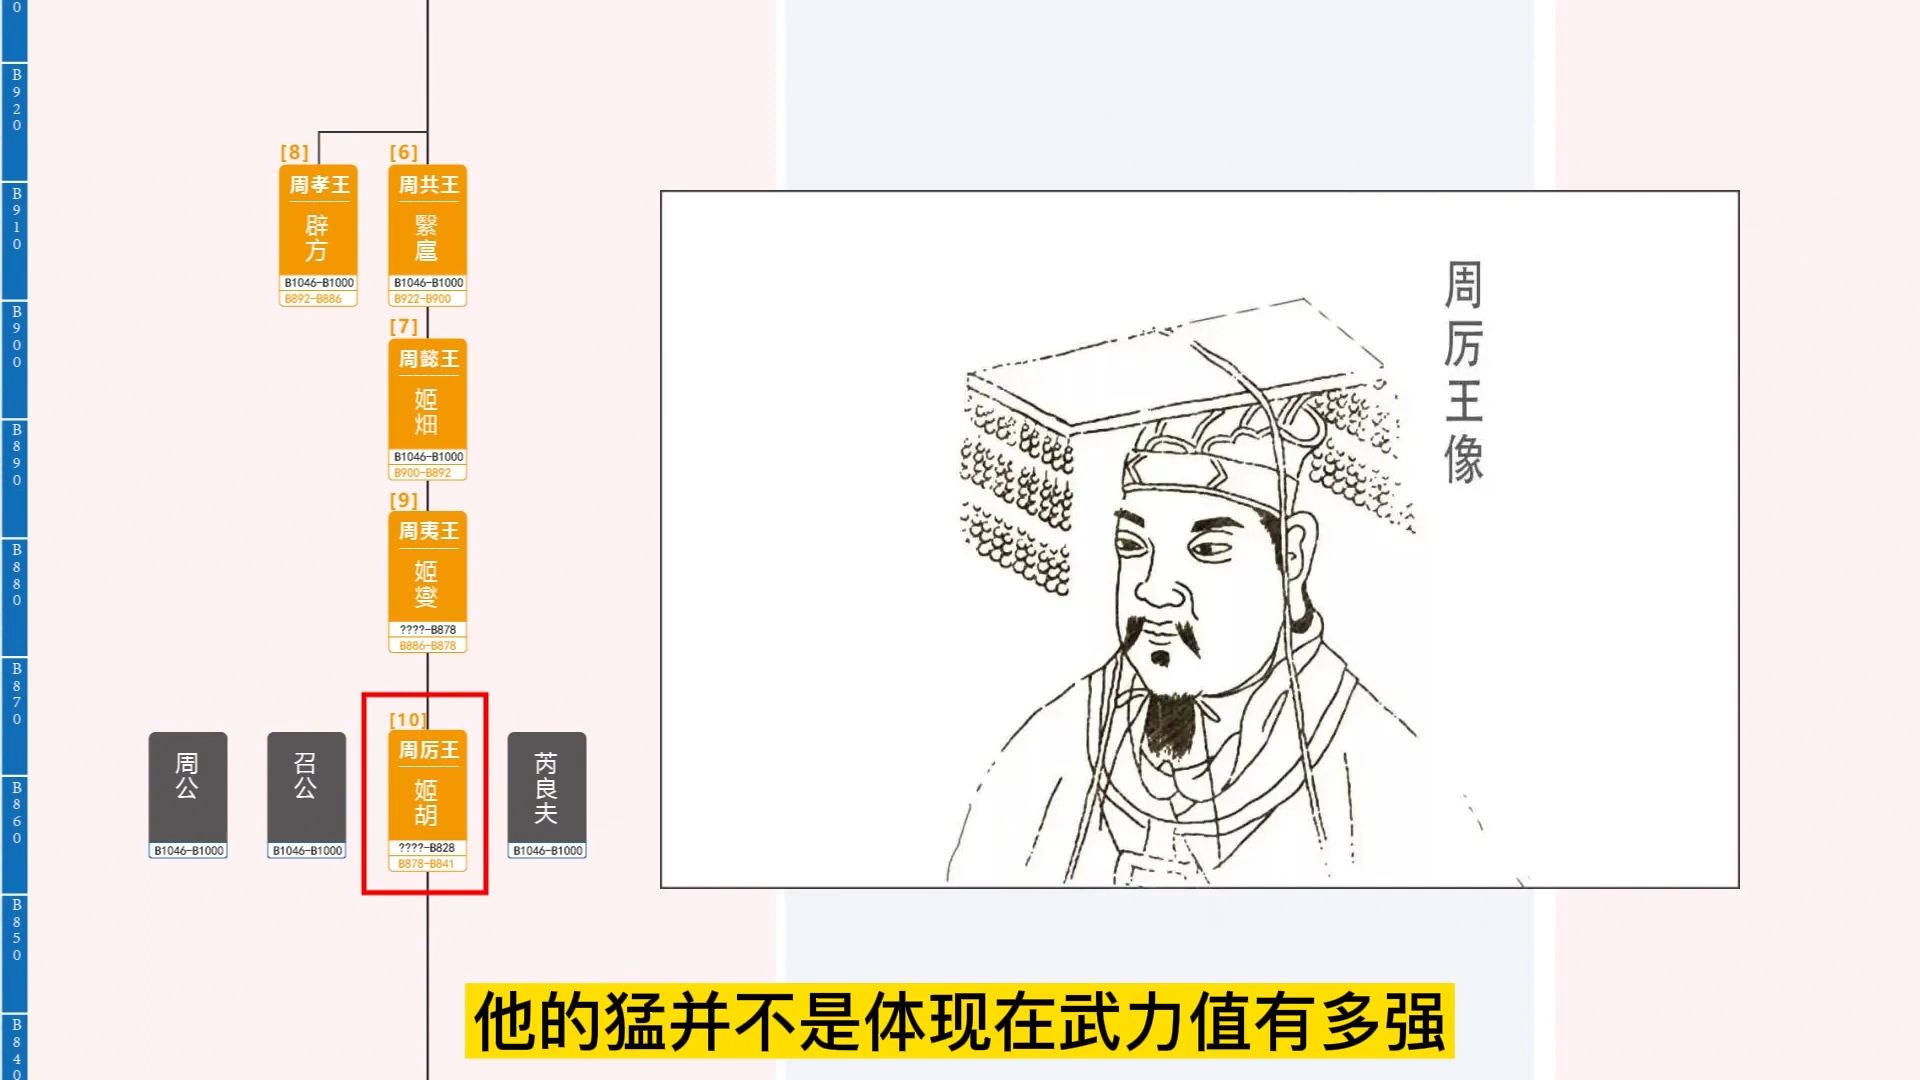 0
B920
B910
B900
B890
B880
B870
B860
B850
B840
[8]
周孝王
辟方
B1046-B1000
B892-B886
[6]
周共王
繄扈
B1046-B1000
B922-B900
[7]
周懿王
姬畑
B1046-B1000
B900-B892
[9]
周夷王
姬燮
????-B878
B886-B878
周公
B1046-B1000
召公
B1046-B1000
[10]
周厉王
姬胡
????-B828
B878-B841
芮良夫
B1046-B1000
周厉王像
他的猛并不是体现在武力值有多强